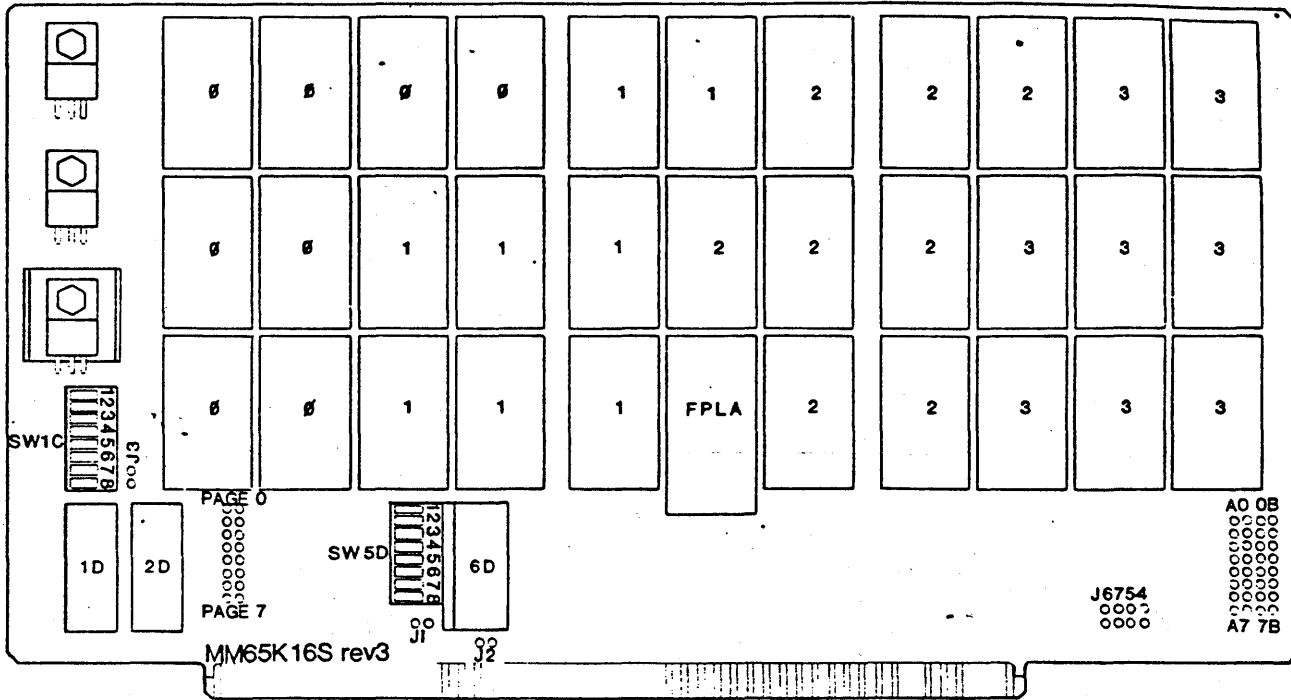 Ø Ø Ø Ø 1 1 2 2 2 3 3
Ø Ø 1 1 1 2 2 2 3 3 3
Ø Ø 1 1 1 FPLA 2 2 3 3 3
SW1C
12345678
J3
PAGE 0
1D
2D
PAGE 7
SW5D
12345678
6D
J1
J2
A0 0B
J6754
A7 7B
MM65K16S rev3